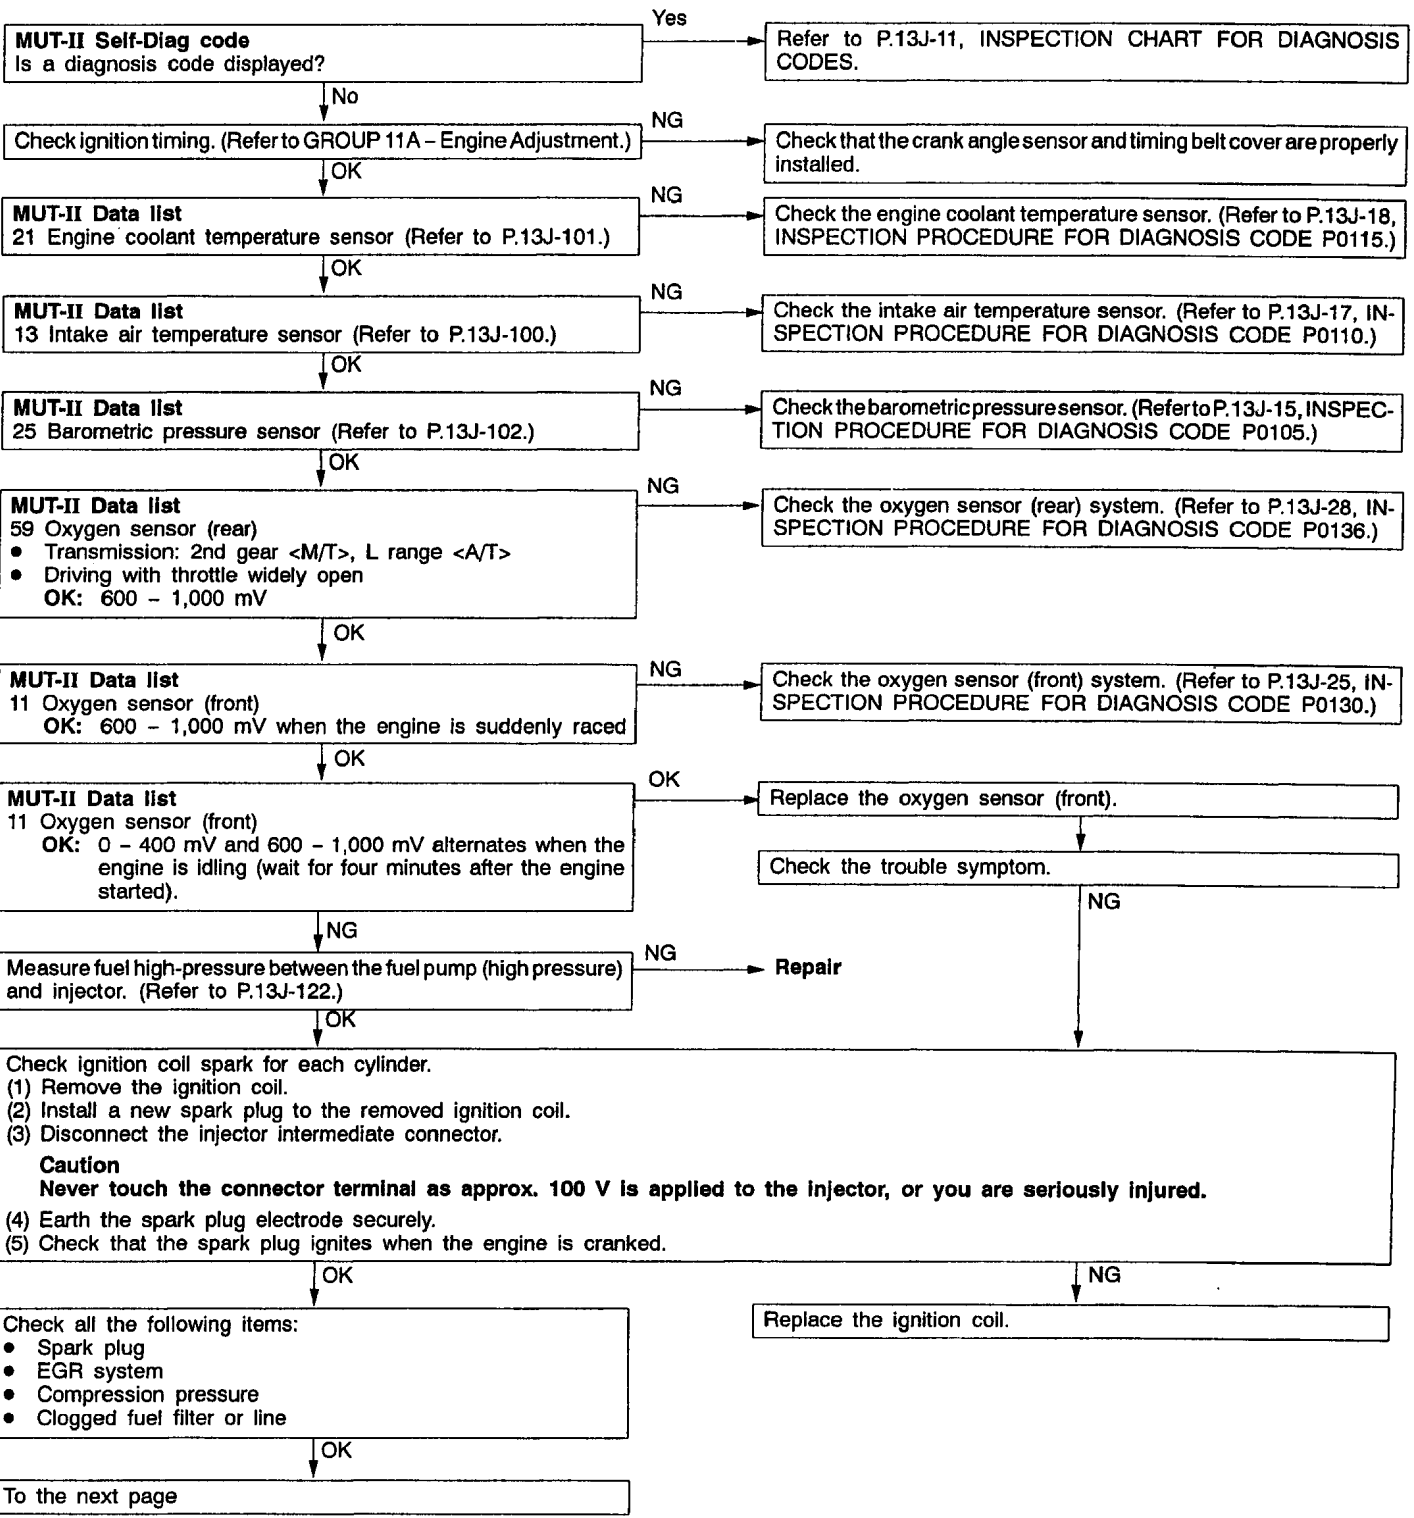 Yes
MUT-II Self-Diag code
Is a diagnosis code displayed?
Refer to P.13J-11, INSPECTION CHART FOR DIAGNOSIS
CODES.
No
Check ignition timing. (Refer to GROUP 11A – Engine Adjustment.)
NG
Check that the crank angle sensor and timing belt cover are properly
installed.
OK
MUT-II Data list
21 Engine coolant temperature sensor (Refer to P.13J-101.)
NG
Check the engine coolant temperature sensor. (Refer to P.13J-18,
INSPECTION PROCEDURE FOR DIAGNOSIS CODE P0115.)
OK
MUT-II Data list
13 Intake air temperature sensor (Refer to P.13J-100.)
NG
Check the intake air temperature sensor. (Refer to P.13J-17, IN-
SPECTION PROCEDURE FOR DIAGNOSIS CODE P0110.)
OK
MUT-II Data list
25 Barometric pressure sensor (Refer to P.13J-102.)
NG
Check the barometric pressure sensor. (Refer to P.13J-15, INSPEC-
TION PROCEDURE FOR DIAGNOSIS CODE P0105.)
OK
MUT-II Data list
59 Oxygen sensor (rear)
● Transmission: 2nd gear <M/T>, L range <A/T>
● Driving with throttle widely open
OK: 600 – 1,000 mV
NG
Check the oxygen sensor (rear) system. (Refer to P.13J-28, IN-
SPECTION PROCEDURE FOR DIAGNOSIS CODE P0136.)
OK
MUT-II Data list
11 Oxygen sensor (front)
OK: 600 – 1,000 mV when the engine is suddenly raced
NG
Check the oxygen sensor (front) system. (Refer to P.13J-25, IN-
SPECTION PROCEDURE FOR DIAGNOSIS CODE P0130.)
OK
MUT-II Data list
11 Oxygen sensor (front)
OK: 0 – 400 mV and 600 – 1,000 mV alternates when the
engine is idling (wait for four minutes after the engine
started).
OK
Replace the oxygen sensor (front).
Check the trouble symptom.
NG
NG
Measure fuel high-pressure between the fuel pump (high pressure)
and injector. (Refer to P.13J-122.)
NG
Repair
OK
Check ignition coil spark for each cylinder.
(1) Remove the ignition coil.
(2) Install a new spark plug to the removed ignition coil.
(3) Disconnect the injector intermediate connector.
Caution
Never touch the connector terminal as approx. 100 V is applied to the injector, or you are seriously injured.
(4) Earth the spark plug electrode securely.
(5) Check that the spark plug ignites when the engine is cranked.
OK
NG
Check all the following items:
● Spark plug
● EGR system
● Compression pressure
● Clogged fuel filter or line
Replace the ignition coil.
OK
To the next page